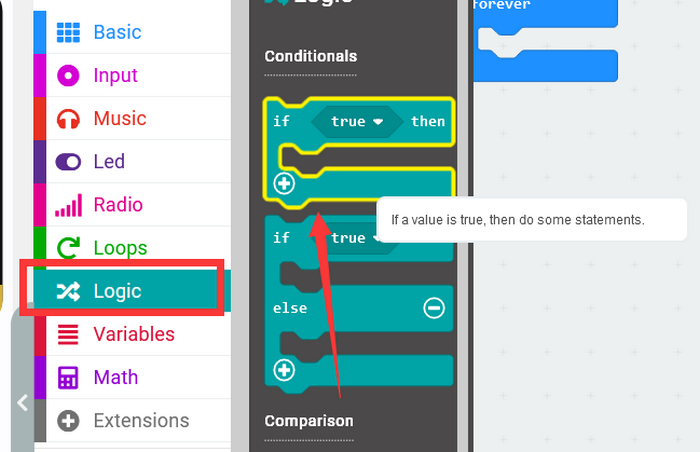 Logic
forever
Basic
Input
Music
Led
Radio
Loops
Logic
Variables
Math
Extensions
Conditionals
if true then
If a value is true, then do some statements.
if true
else
Comparison